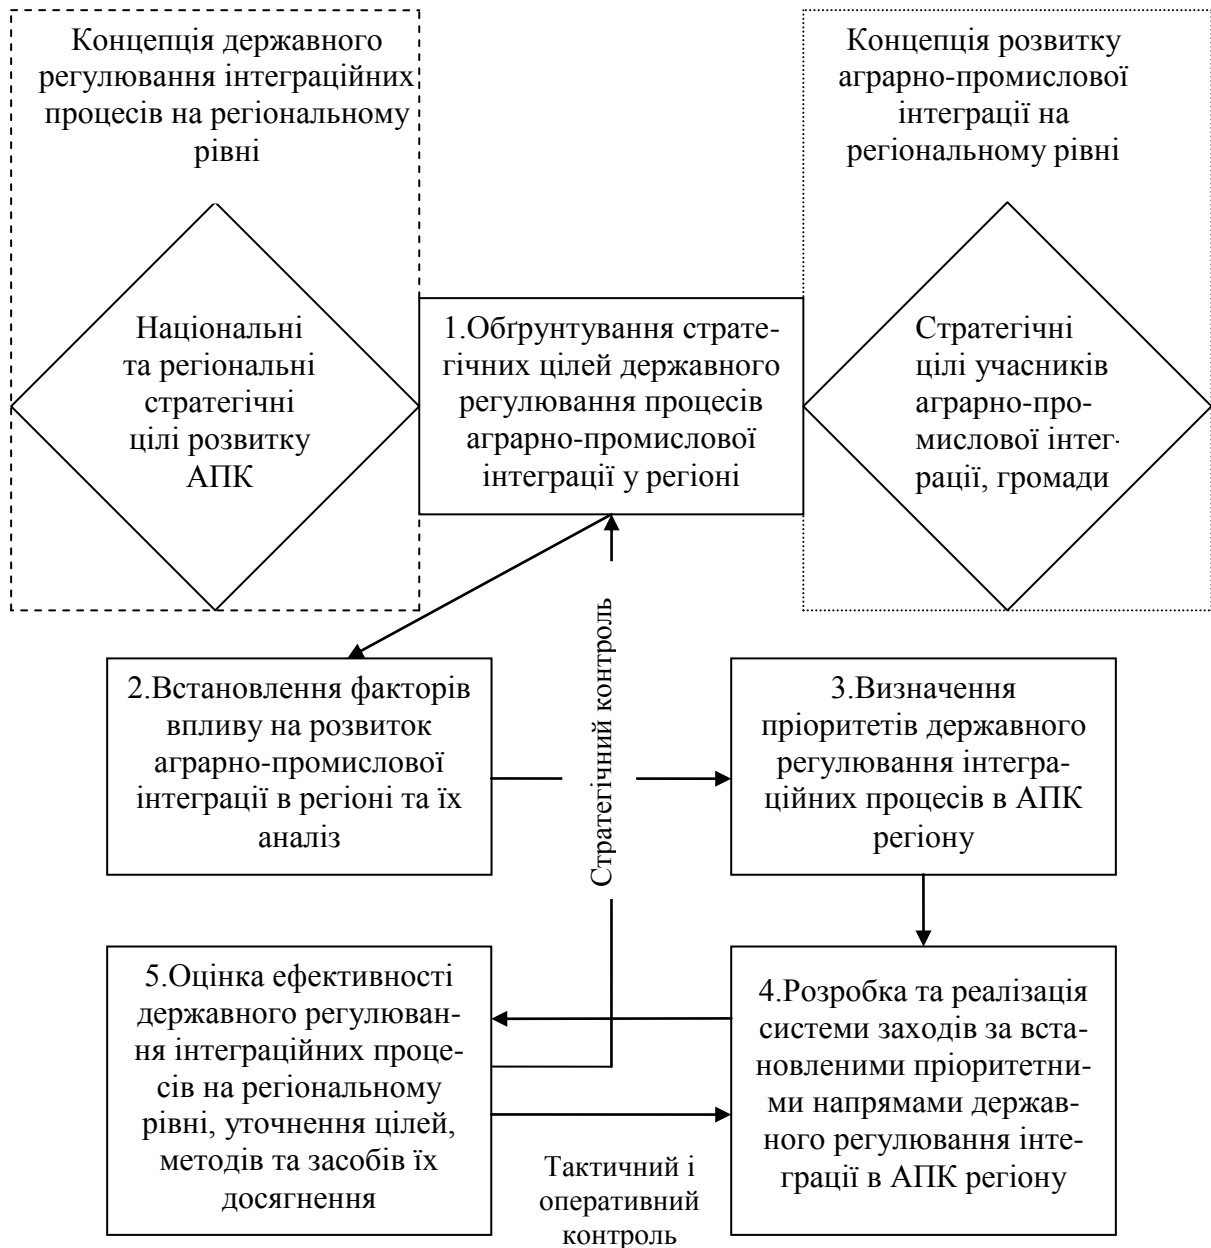 Концепція державного
регулювання інтеграційних
процесів на регіональному
рівні
Концепція розвитку
аграрно-промислової
інтеграції на
регіональному рівні
Національні
та регіональні
стратегічні
цілі розвитку
АПК
1.Обґрунтування страте-
гічних цілей державного
регулювання процесів
аграрно-промислової
інтеграції у регіоні
Стратегічні
цілі учасників
аграрно-про-
мислової інтег-
рації, громади
2.Встановлення факторів
впливу на розвиток
аграрно-промислової
інтеграції в регіоні та їх
аналіз
Стратегічний контроль
3.Визначення
пріоритетів державного
регулювання інтегра-
ційних процесів в АПК
регіону
5.Оцінка ефективності
державного регулюван-
ня інтеграційних проце-
сів на регіональному
рівні, уточнення цілей,
методів та засобів їх
досягнення
4.Розробка та реалізація
системи заходів за вста-
новленими пріоритетни-
ми напрямами держав-
ного регулювання інте-
грації в АПК регіону
Тактичний і
оперативний
контроль